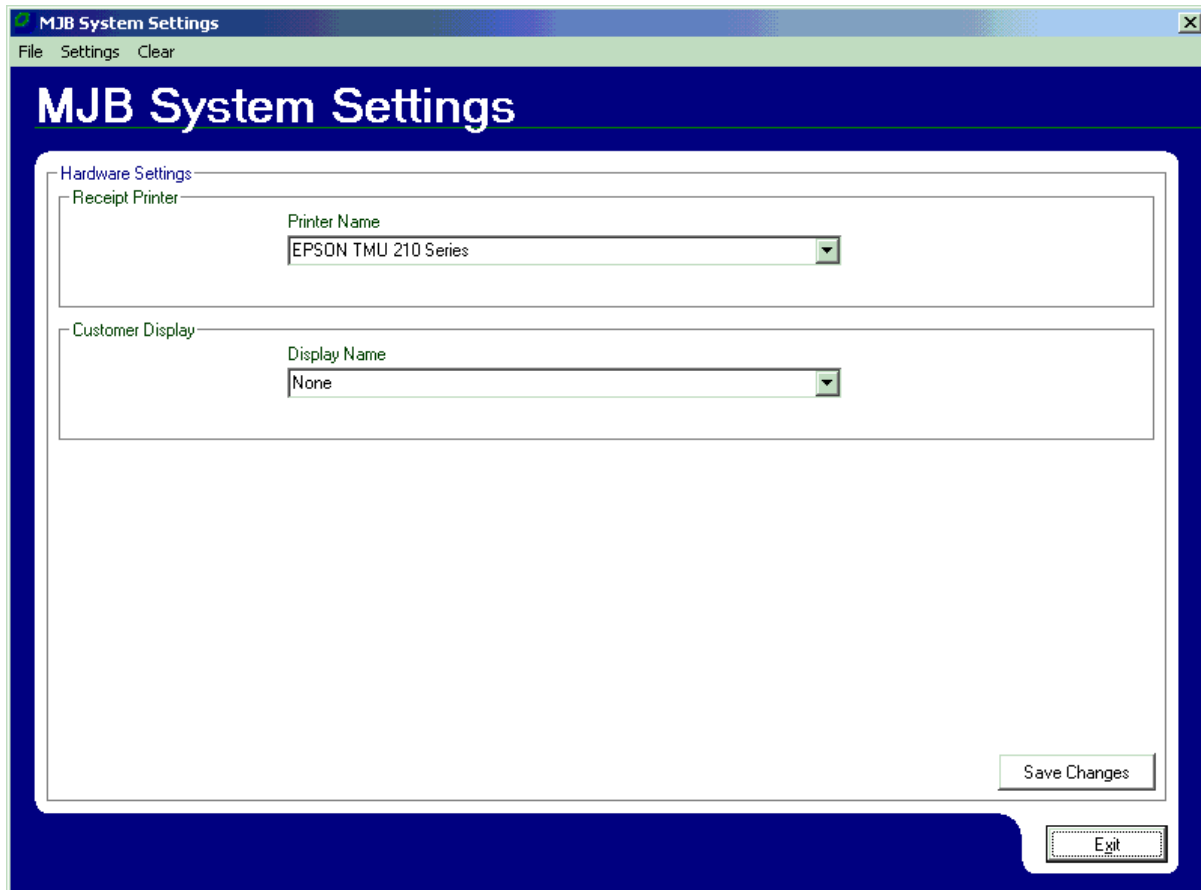 MJB System Settings
File Settings Clear
MJB System Settings
Hardware Settings
Receipt Printer
Printer Name
EPSON TMU 210 Series
Customer Display
Display Name
None
Save Changes
Exit